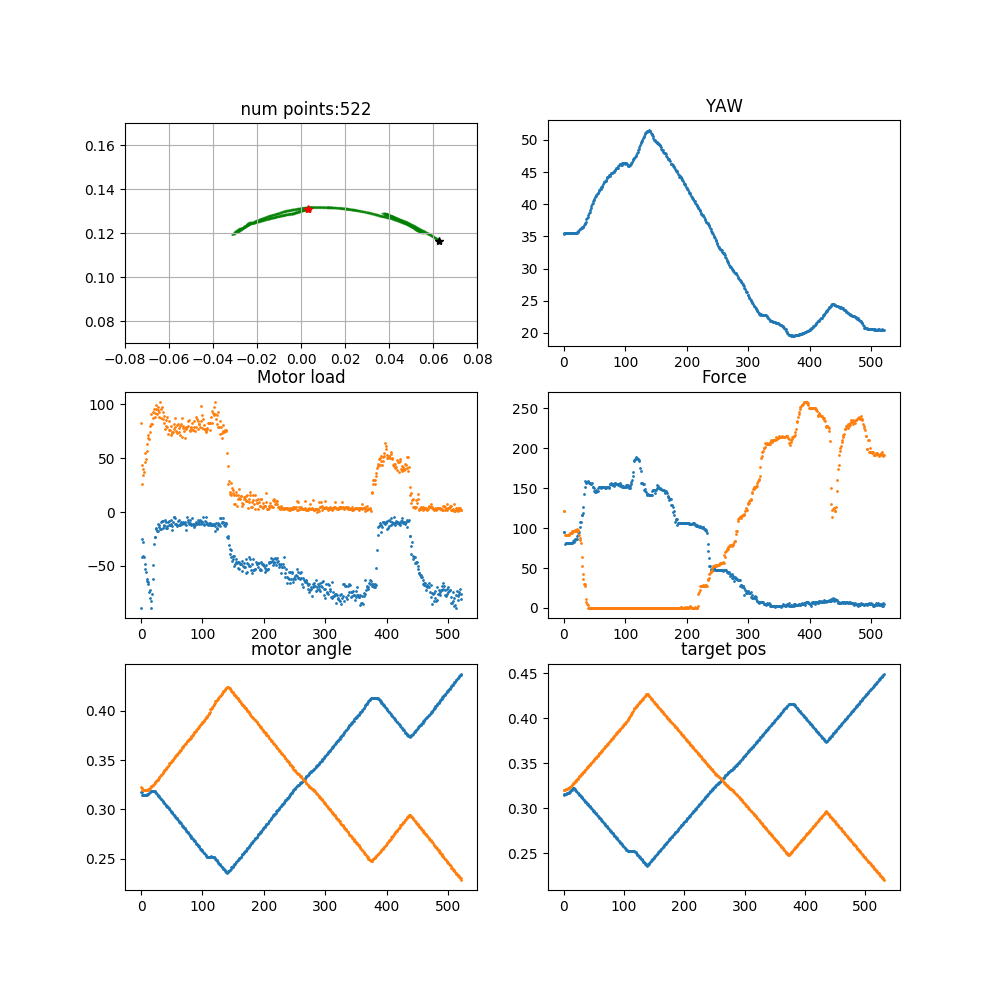 num points:522
YAW
0.16
0.14
0.12
0.10
0.08
−0.08 −0.06 −0.04 −0.02 0.00 0.02 0.04 0.06 0.08
50
45
40
35
30
25
20
0 100 200 300 400 500
Motor load
Force
100
50
0
−50
0 100 200 300 400 500
250
200
150
100
50
0
0 100 200 300 400 500
motor angle
target pos
0.40
0.35
0.30
0.25
0 100 200 300 400 500
0.45
0.40
0.35
0.30
0.25
0 100 200 300 400 500